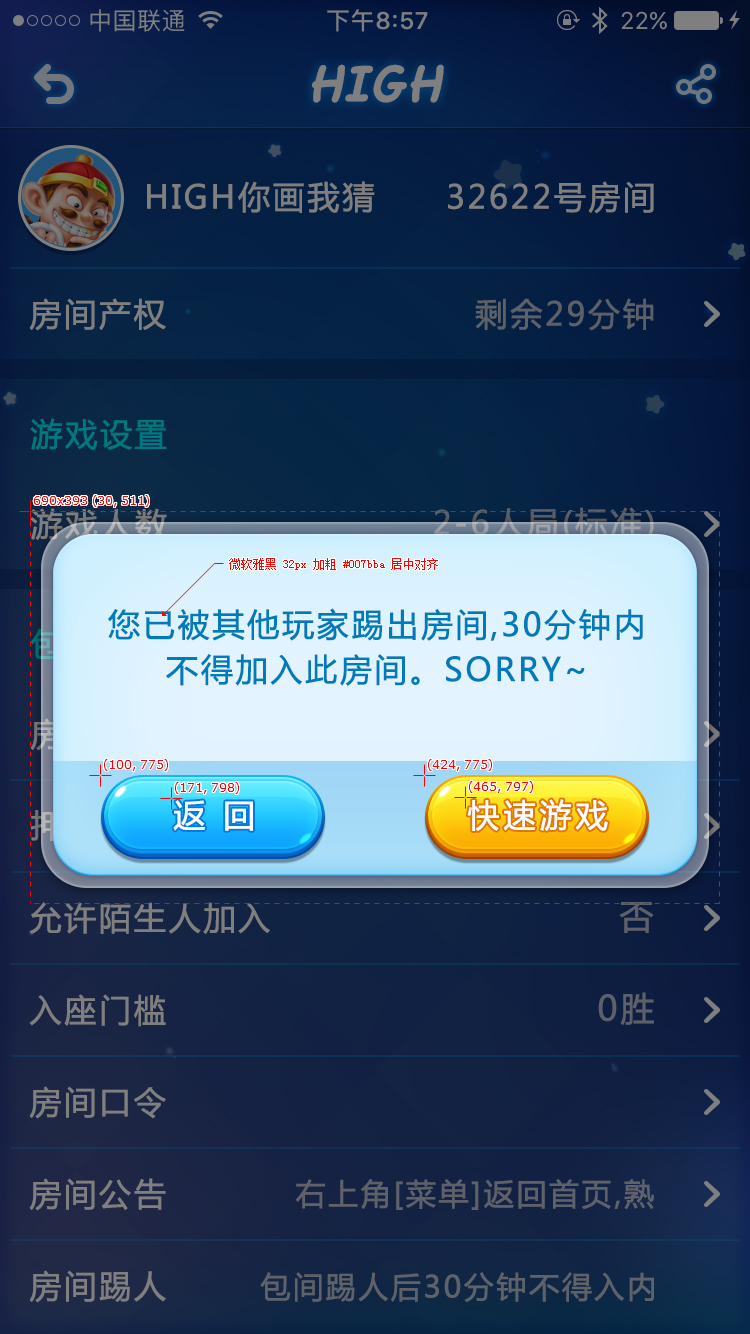 中国联通 下午8:57 22%
HIGH
HIGH你画我猜 32622号房间
房间产权 剩余29分钟
游戏设置
690x393 (30, 511)
游戏人数 2-6人局(标准)
微软雅黑 32px 加粗 #007bba 居中对齐
您已被其他玩家踢出房间,30分钟内
不得加入此房间。SORRY~
包
房
(100, 775) (424, 775)
(171, 798) (465, 797)
返 回 快速游戏
押
允许陌生人加入 否
入座门槛 0胜
房间口令
房间公告 右上角[菜单]返回首页,熟
房间踢人 包间踢人后30分钟不得入内